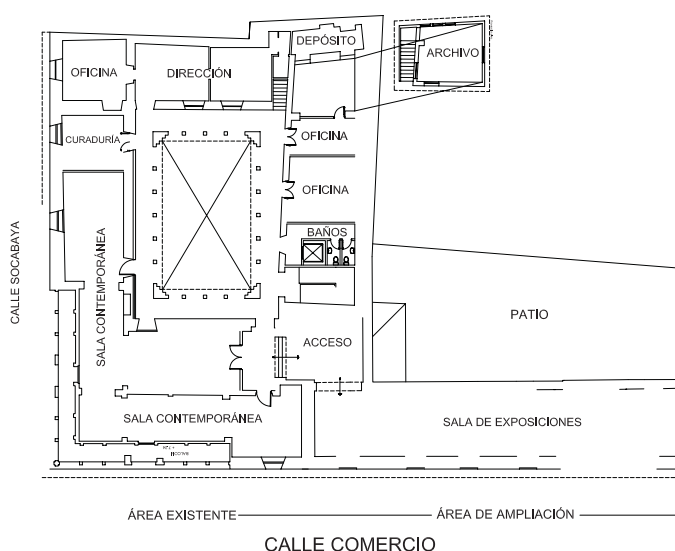 DEPÓSITO
ARCHIVO
OFICINA
DIRECCIÓN
CURADURÍA
OFICINA
OFICINA
BAÑOS
CALLE SOCABAYA
SALA CONTEMPORÁNEA
PATIO
ACCESO
SALA CONTEMPORÁNEA
SALA DE EXPOSICIONES
BALCON
ÁREA EXISTENTE
ÁREA DE AMPLIACIÓN
CALLE COMERCIO